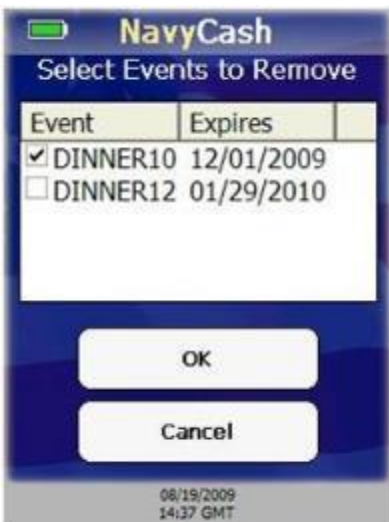 NavyCash
Select Events to Remove
Event Expires
DINNER10 12/01/2009
DINNER12 01/29/2010
OK
Cancel
08/19/2009
14:37 GMT